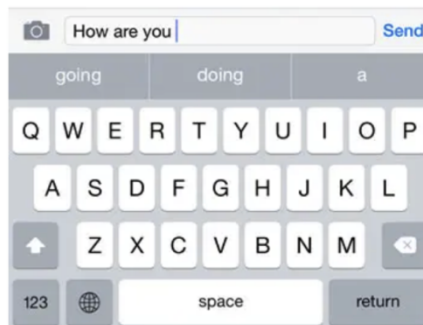 How are you Send
going doing a
Q W E R T Y U I O P
A S D F G H J K L
Z X C V B N M
123 space return